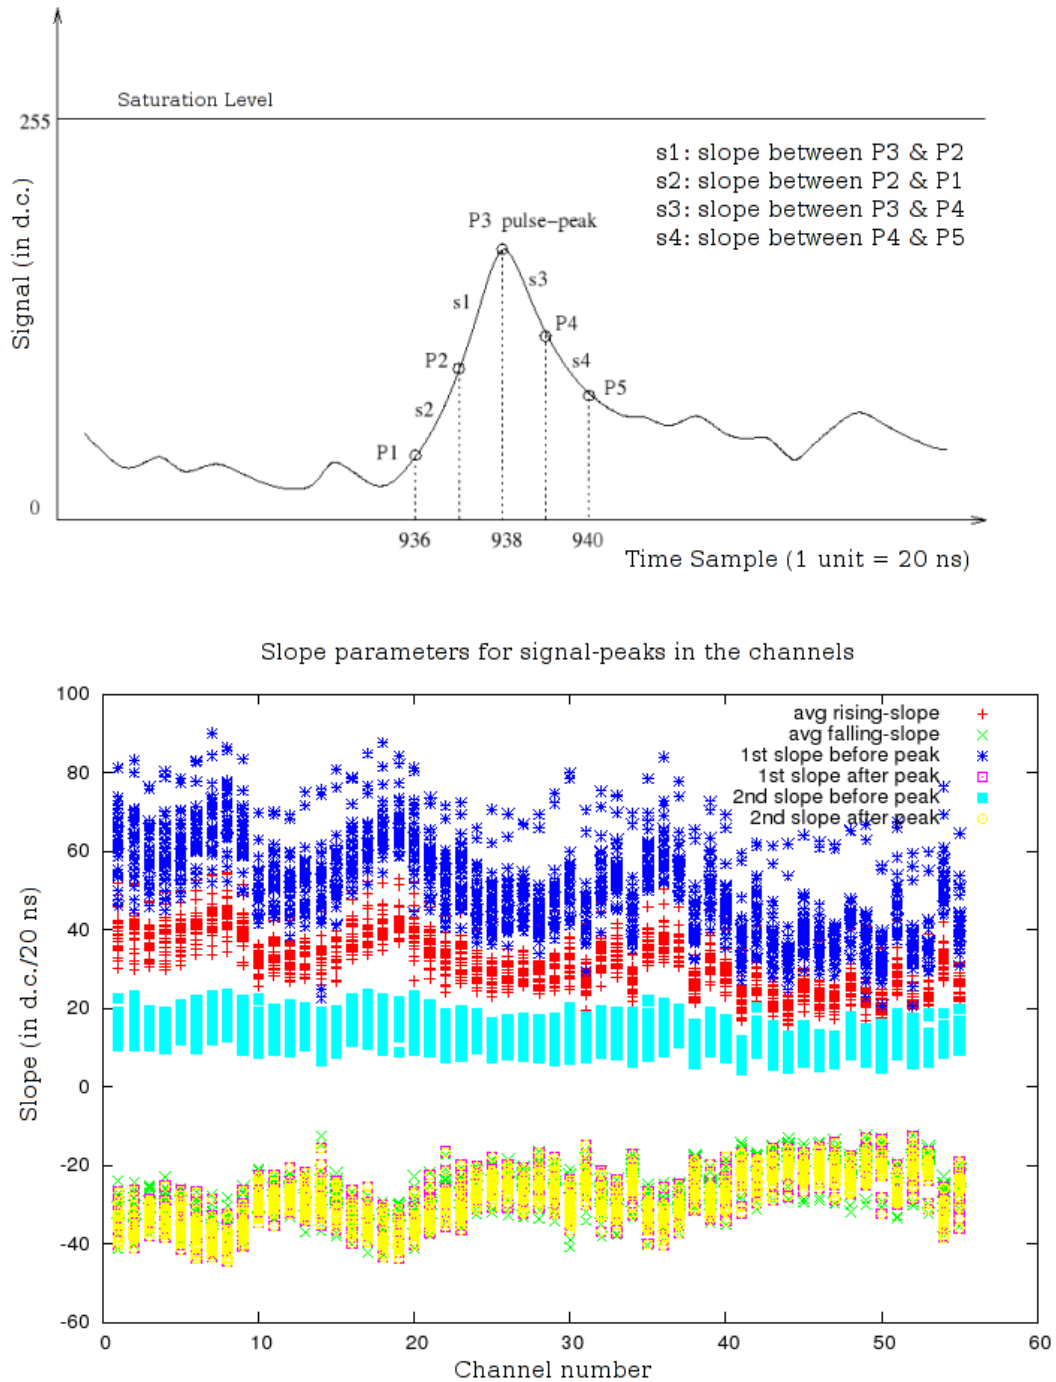 Saturation Level
255
s1: slope between P3 & P2
s2: slope between P2 & P1
s3: slope between P3 & P4
s4: slope between P4 & P5
Signal (in d.c.)
P3 pulse-peak
s3
s1
P4
P2
s4
P5
s2
P1
0
936 938 940
Time Sample (1 unit = 20 ns)
Slope parameters for signal-peaks in the channels
100
avg rising-slope
avg falling-slope
1st slope before peak
80
1st slope after peak
2nd slope before peak
2nd slope after peak
60
40
20
0
-20
-40
-60
Slope (in d.c./20 ns)
0 10 20 30 40 50 60
Channel number